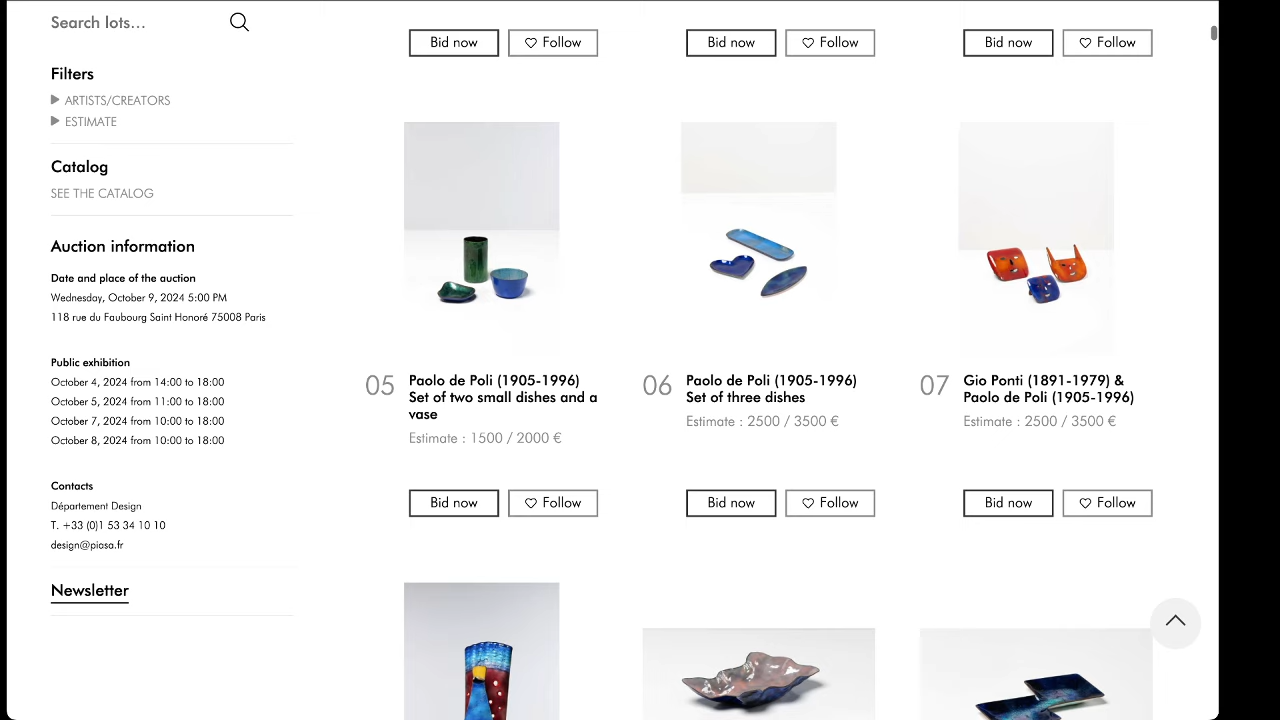 Search lots...
Filters
ARTISTS/CREATORS
ESTIMATE
Catalog
SEE THE CATALOG
Auction information
Date and place of the auction
Wednesday, October 9, 2024 5:00 PM
118 rue du Faubourg Saint Honoré 75008 Paris
Public exhibition
October 4, 2024 from 14:00 to 18:00
October 5, 2024 from 11:00 to 18:00
October 7, 2024 from 10:00 to 18:00
October 8, 2024 from 10:00 to 18:00
Contacts
Département Design
T. +33 (0)1 53 34 10 10
design@piasa.fr
Newsletter
Bid now
Follow
Bid now
Follow
Bid now
Follow
05
Paolo de Poli (1905-1996)
Set of two small dishes and a
vase
Estimate : 1500 / 2000 €
Bid now
Follow
06
Paolo de Poli (1905-1996)
Set of three dishes
Estimate : 2500 / 3500 €
Bid now
Follow
07
Gio Ponti (1891-1979) &
Paolo de Poli (1905-1996)
Estimate : 2500 / 3500 €
Bid now
Follow